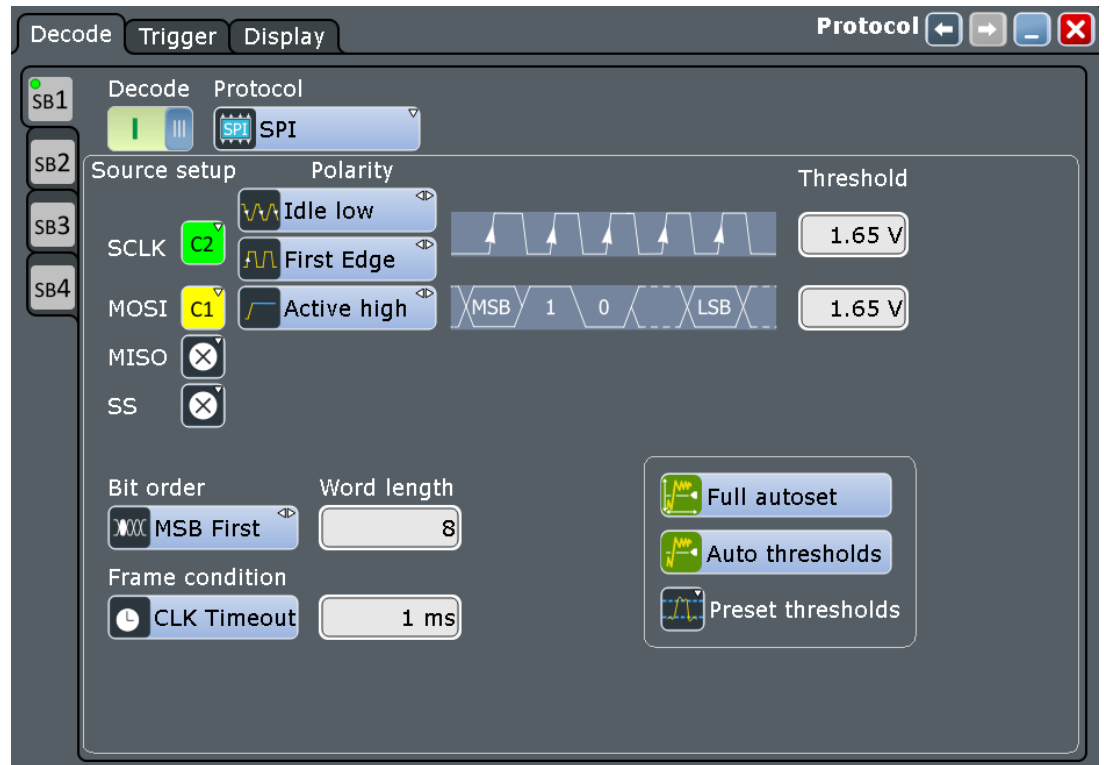 Decode Trigger Display Protocol
SB1 Decode Protocol
I SPI SPI
SB2 Source setup Polarity Threshold
Idle low
SB3 SCLK C2 1.65 V
First Edge
SB4 MOSI C1 Active high MSB 1 0 LSB 1.65 V
MISO
SS
Bit order Word length
MSB First 8
Full autoset
Auto thresholds
Frame condition
CLK Timeout 1 ms
Preset thresholds